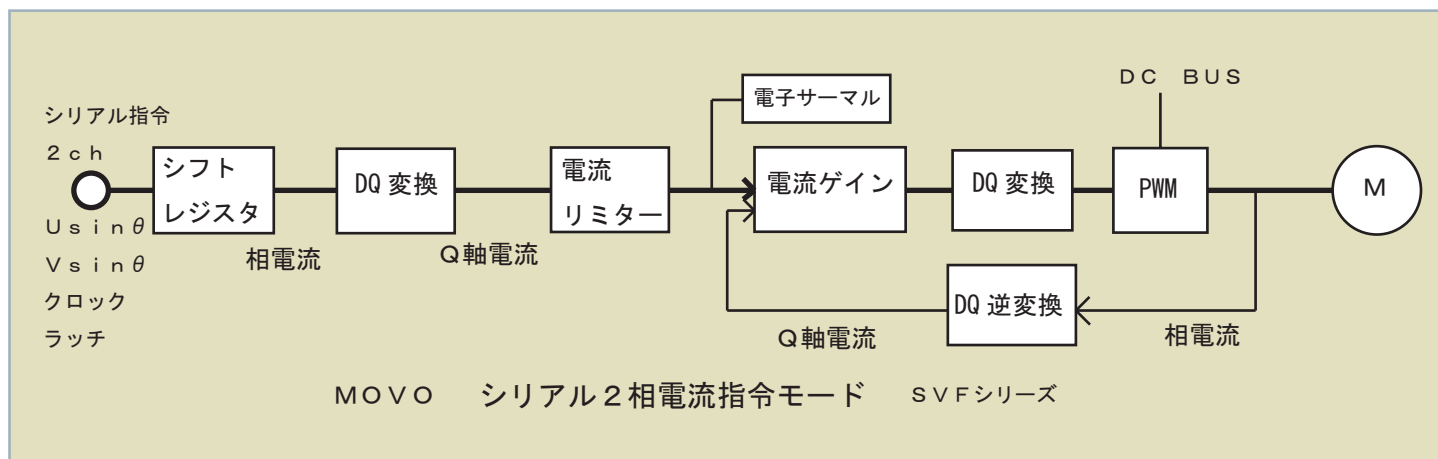 シリアル指令
2ch
Usinθ
Vsinθ
クロック
ラッチ
シフト
レジスタ
相電流
DQ 変換
Q軸電流
電流
リミター
電子サーマル
電流ゲイン
DQ 変換
DC BUS
PWM
M
DQ 逆変換
Q軸電流
相電流
MOVO シリアル2相電流指令モード SVFシリーズ